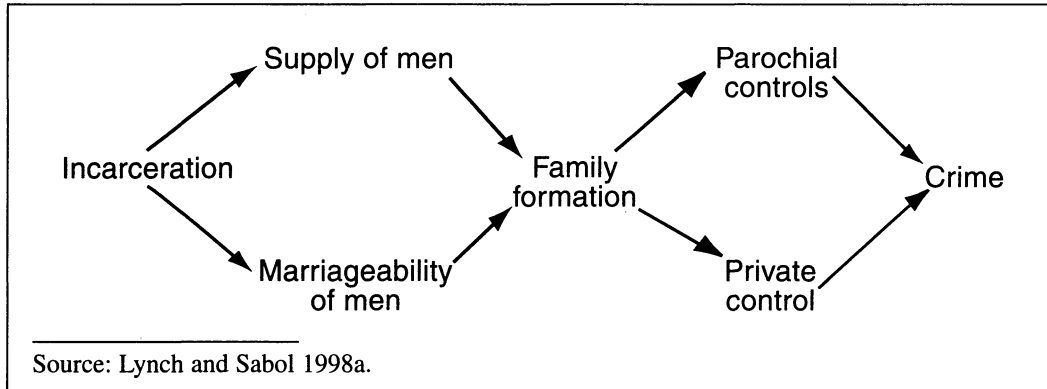 Supply of men
Parochial
controls
Incarceration
Family
formation
Crime
Marriageability
of men
Private
control
Source: Lynch and Sabol 1998a.